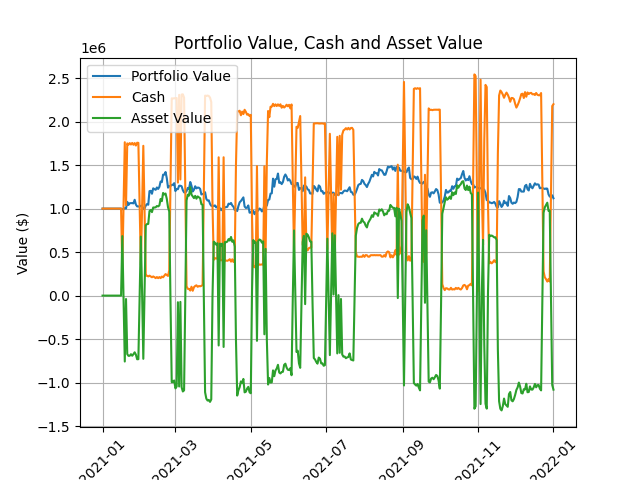 Portfolio Value, Cash and Asset Value
1e6
Portfolio Value
Cash
Asset Value
2.5
2.0
1.5
1.0
0.5
0.0
−0.5
−1.0
−1.5
Value ($)
2021-01
2021-03
2021-05
2021-07
2021-09
2021-11
2022-01